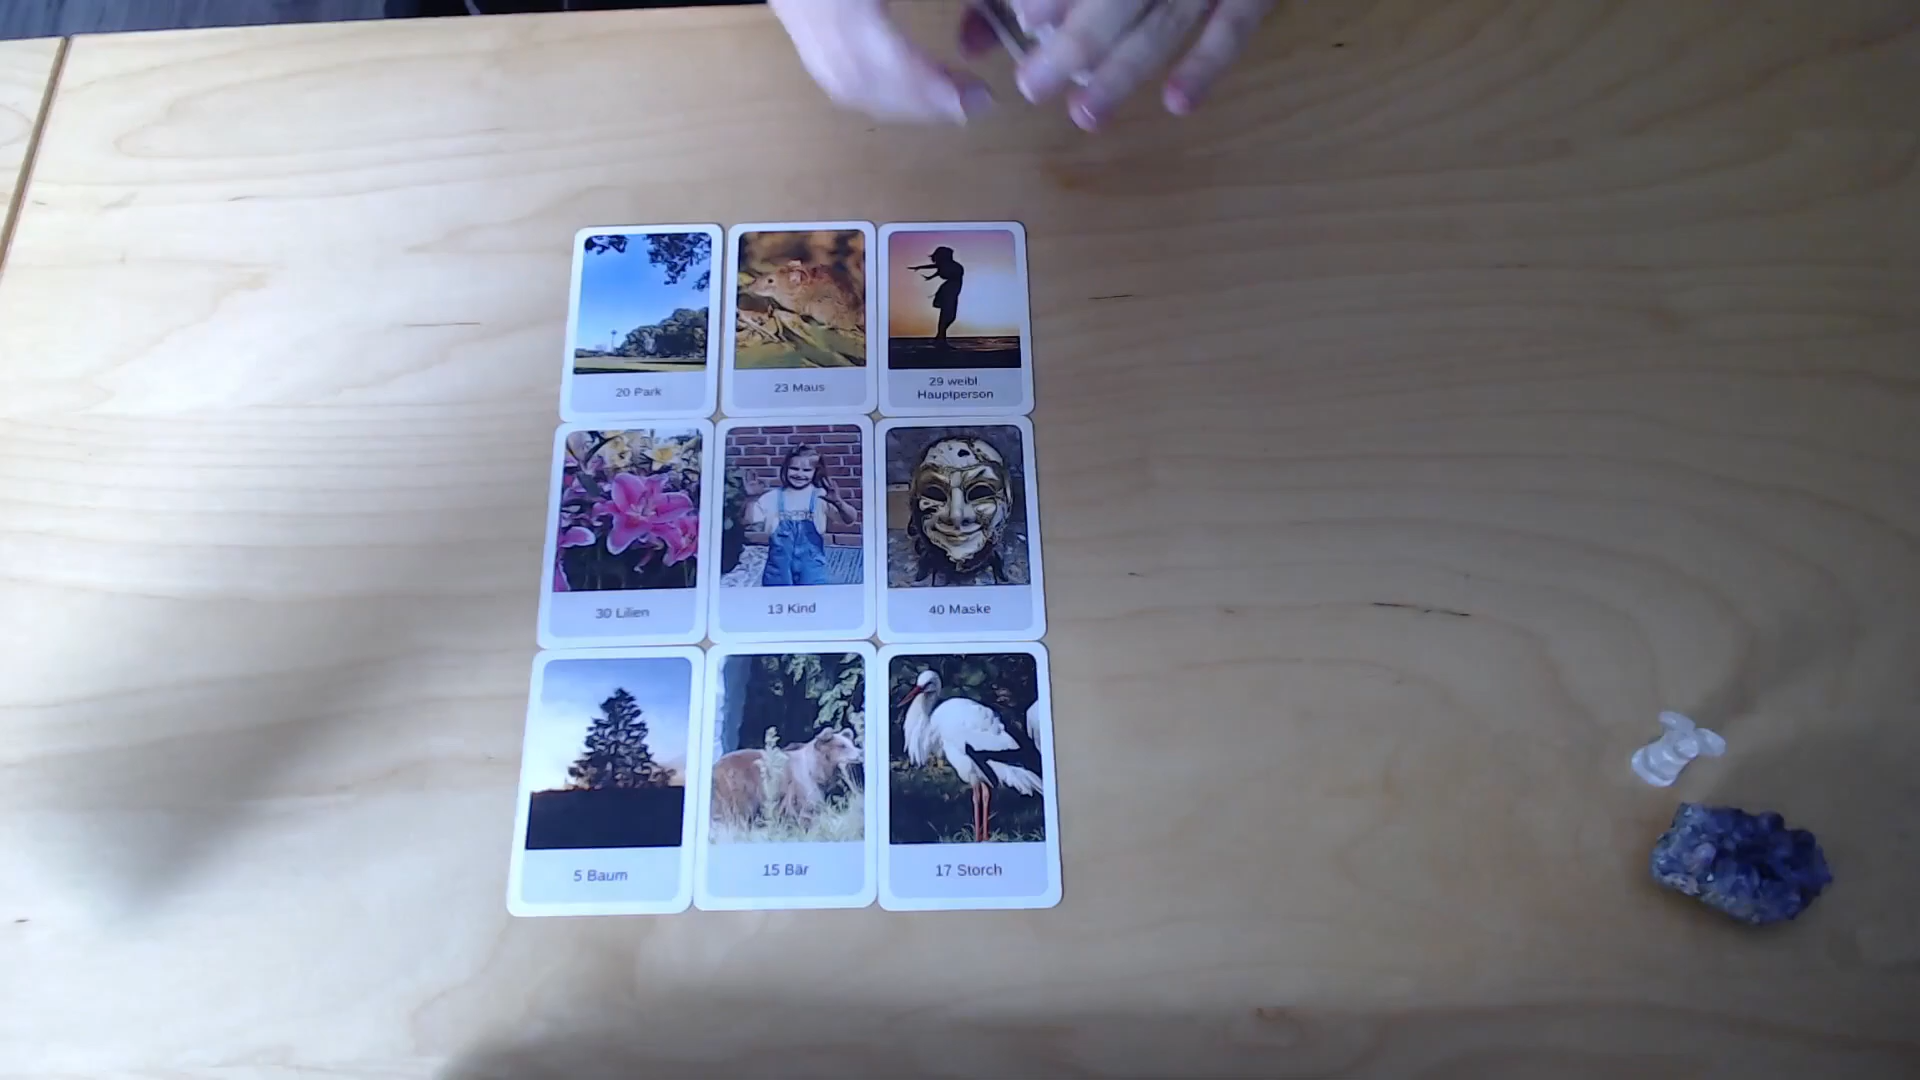 20 Park
23 Maus
29 weibl
Hauptperson
30 Lilien
13 Kind
40 Maske
5 Baum
15 Bär
17 Storch